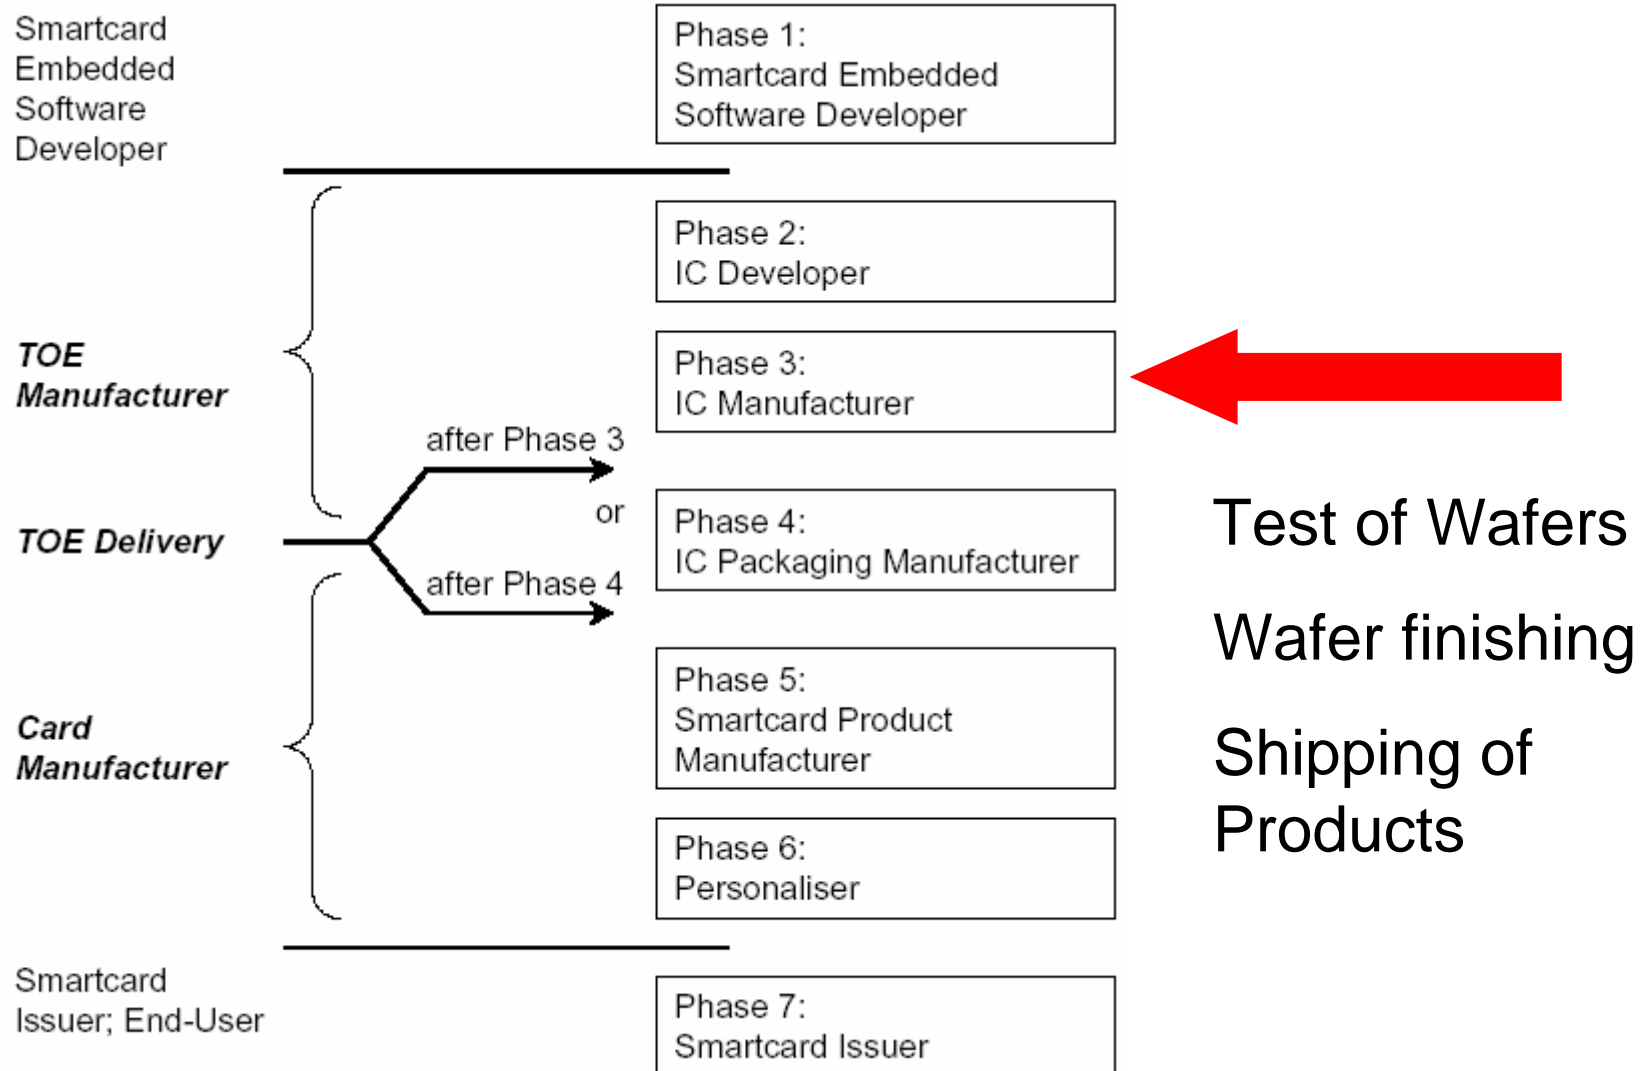 Smartcard
Embedded
Software
Developer
Phase 1:
Smartcard Embedded
Software Developer
Phase 2:
IC Developer
TOE
Manufacturer
Phase 3:
IC Manufacturer
after Phase 3
or
TOE Delivery
after Phase 4
Phase 4:
IC Packaging Manufacturer
Card
Manufacturer
Phase 5:
Smartcard Product
Manufacturer
Phase 6:
Personaliser
Smartcard
Issuer; End-User
Phase 7:
Smartcard Issuer
Test of Wafers
Wafer finishing
Shipping of
Products